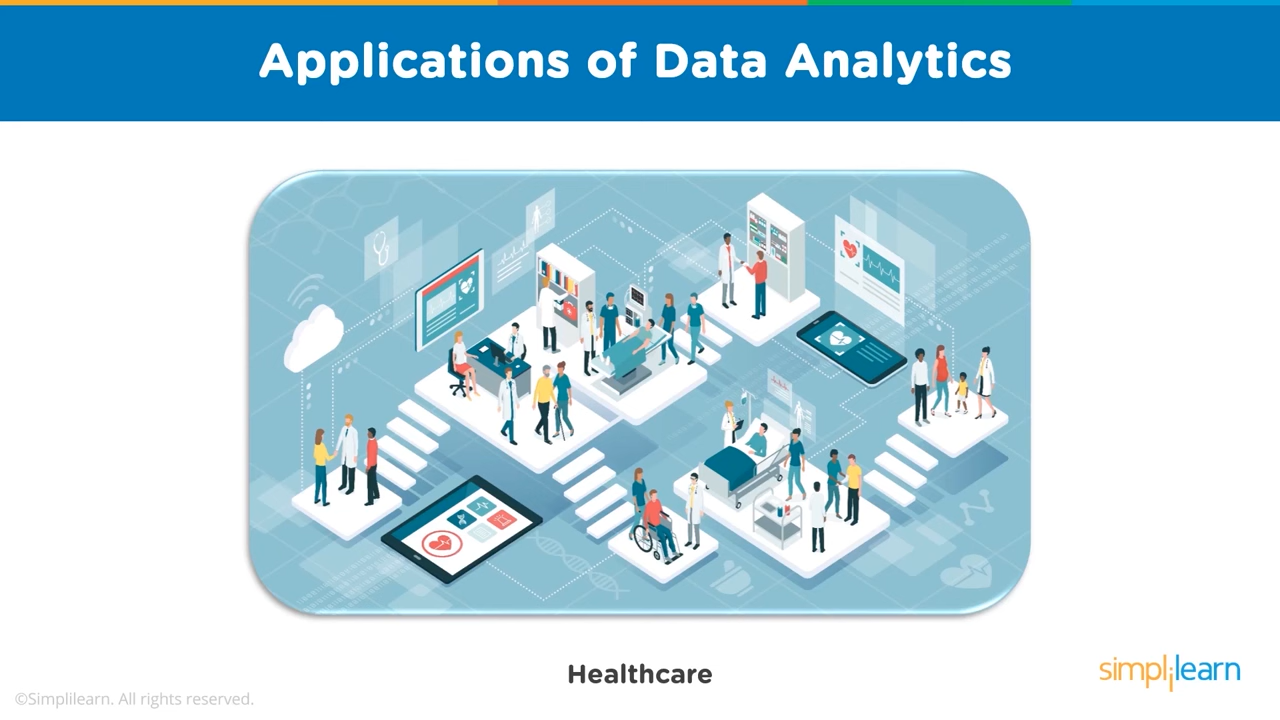 Applications of Data Analytics
Healthcare
simplilearn
©Simplilearn. All rights reserved.